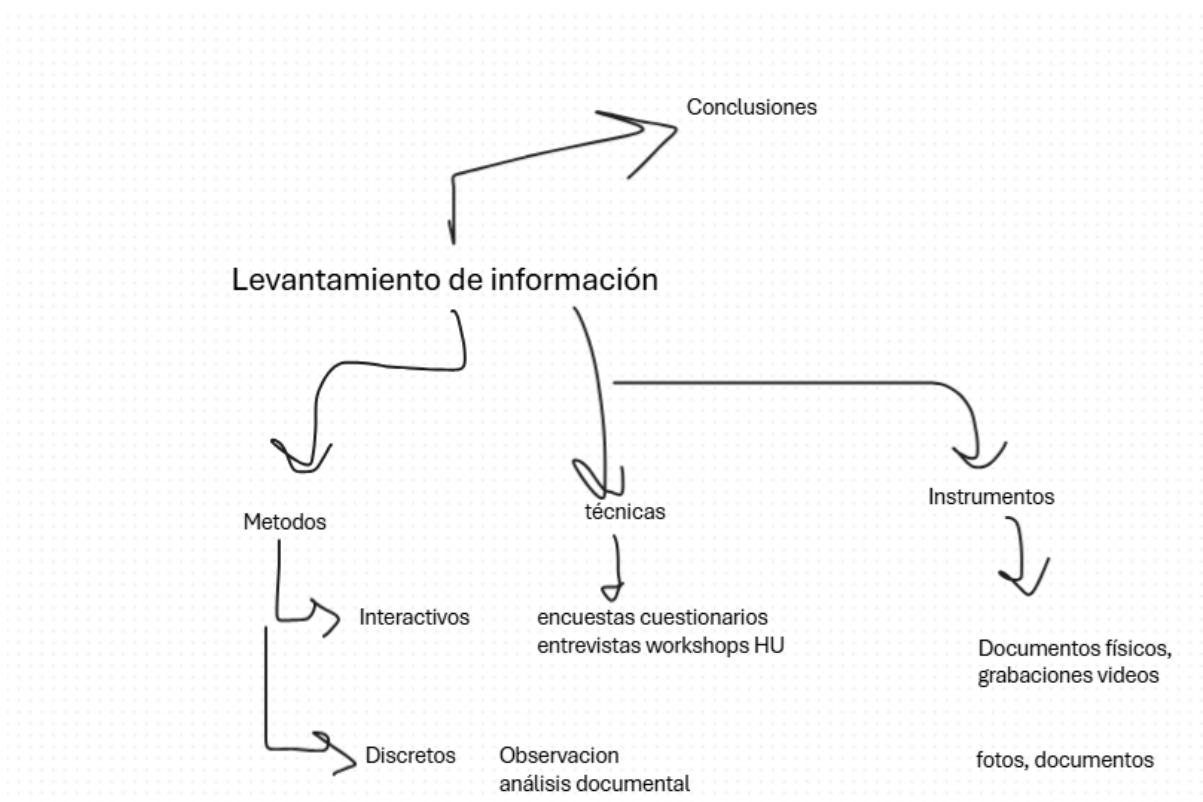 Conclusiones
Levantamiento de información
Metodos
técnicas
Instrumentos
Interactivos
encuestas cuestionarios
entrevistas workshops HU
Documentos físicos,
grabaciones videos
Discretos
Observacion
análisis documental
fotos, documentos